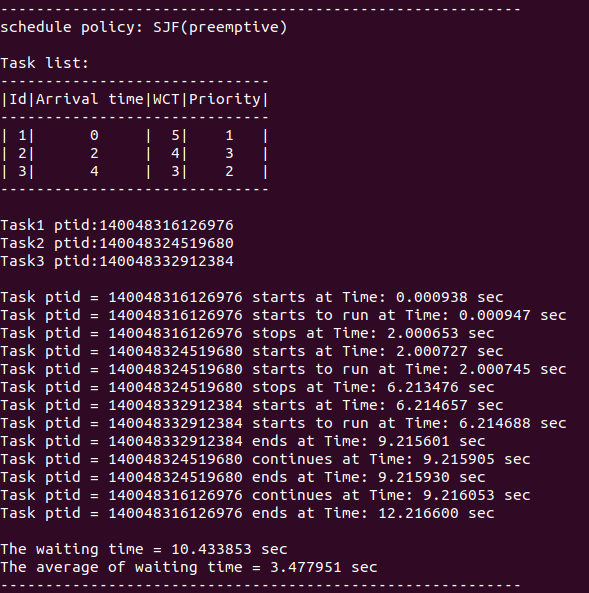 ----------------------------------------------------------
schedule policy: SJF(preemptive)
Task list:
------------------------------
|Id|Arrival time|WCT|Priority|
------------------------------
| 1|      0     |  5|    1   |
| 2|      2     |  4|    3   |
| 3|      4     |  3|    2   |
------------------------------
Task1 ptid:140048316126976
Task2 ptid:140048324519680
Task3 ptid:140048332912384
Task ptid = 140048316126976 starts at Time: 0.000938 sec
Task ptid = 140048316126976 starts to run at Time: 0.000947 sec
Task ptid = 140048316126976 stops at Time: 2.000653 sec
Task ptid = 140048324519680 starts at Time: 2.000727 sec
Task ptid = 140048324519680 starts to run at Time: 2.000745 sec
Task ptid = 140048324519680 stops at Time: 6.213476 sec
Task ptid = 140048332912384 starts at Time: 6.214657 sec
Task ptid = 140048332912384 starts to run at Time: 6.214688 sec
Task ptid = 140048332912384 ends at Time: 9.215601 sec
Task ptid = 140048324519680 continues at Time: 9.215905 sec
Task ptid = 140048324519680 ends at Time: 9.215930 sec
Task ptid = 140048316126976 continues at Time: 9.216053 sec
Task ptid = 140048316126976 ends at Time: 12.216600 sec
The waiting time = 10.433853 sec
The average of waiting time = 3.477951 sec
----------------------------------------------------------